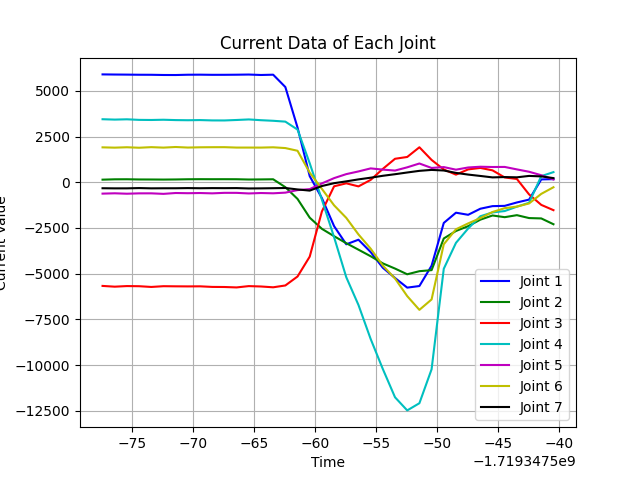 Current Data of Each Joint
5000
2500
0
−2500
−5000
−7500
−10000
−12500
Current Value
Joint 1
Joint 2
Joint 3
Joint 4
Joint 5
Joint 6
Joint 7
−75
−70
−65
−60
−55
−50
−45
−40
Time
−1.7193475e9